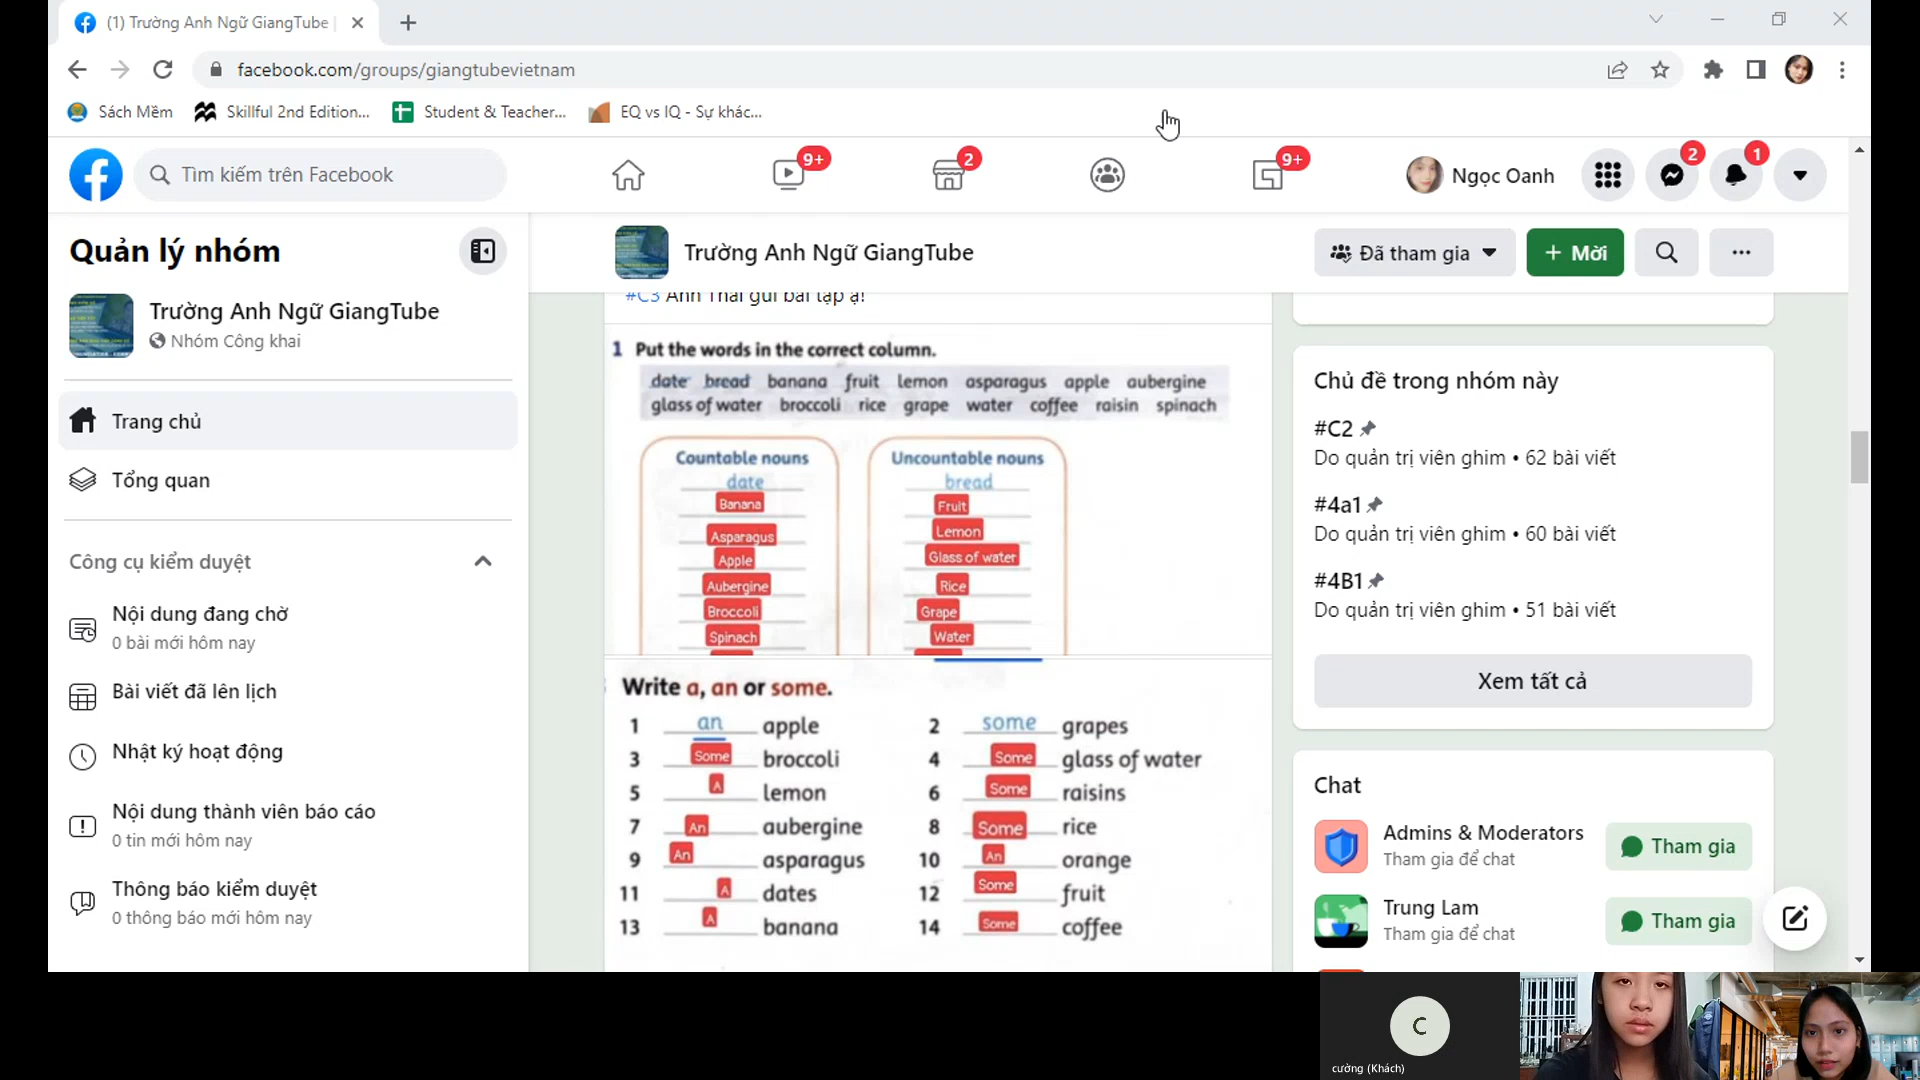 (1) Trường Anh Ngữ GiangTube |
facebook.com/groups/giangtubevietnam
Sách Mềm Skillful 2nd Edition... Student & Teacher... EQ vs IQ - Sự khác...
Tìm kiếm trên Facebook 9+ 2 9+ Ngọc Oanh 2 1
Quản lý nhóm
Trường Anh Ngữ GiangTube
Nhóm Công khai
Trang chủ
Tổng quan
Công cụ kiểm duyệt
Nội dung đang chờ
0 bài mới hôm nay
Bài viết đã lên lịch
Nhật ký hoạt động
Nội dung thành viên báo cáo
0 tin mới hôm nay
Thông báo kiểm duyệt
0 thông báo mới hôm nay
Trường Anh Ngữ GiangTube
Đã tham gia + Mời
#C3 Anh Thái gửi bài tập ạ!
1 Put the words in the correct column.
date bread banana fruit lemon asparagus apple aubergine
glass of water broccoli rice grape water coffee raisin spinach
Countable nouns
date
Banana
Asparagus
Apple
Aubergine
Broccoli
Spinach
Uncountable nouns
bread
Fruit
Lemon
Glass of water
Rice
Grape
Water
Write a, an or some.
1 an apple 2 some grapes
3 Some broccoli 4 Some glass of water
5 A lemon 6 Some raisins
7 An aubergine 8 Some rice
9 An asparagus 10 An orange
11 A dates 12 Some fruit
13 A banana 14 Some coffee
Chủ đề trong nhóm này
#C2
Do quản trị viên ghim • 62 bài viết
#4a1
Do quản trị viên ghim • 60 bài viết
#4B1
Do quản trị viên ghim • 51 bài viết
Xem tất cả
Chat
Admins & Moderators
Tham gia để chat
Tham gia
Trung Lam
Tham gia để chat
Tham gia
C
cường (Khách)